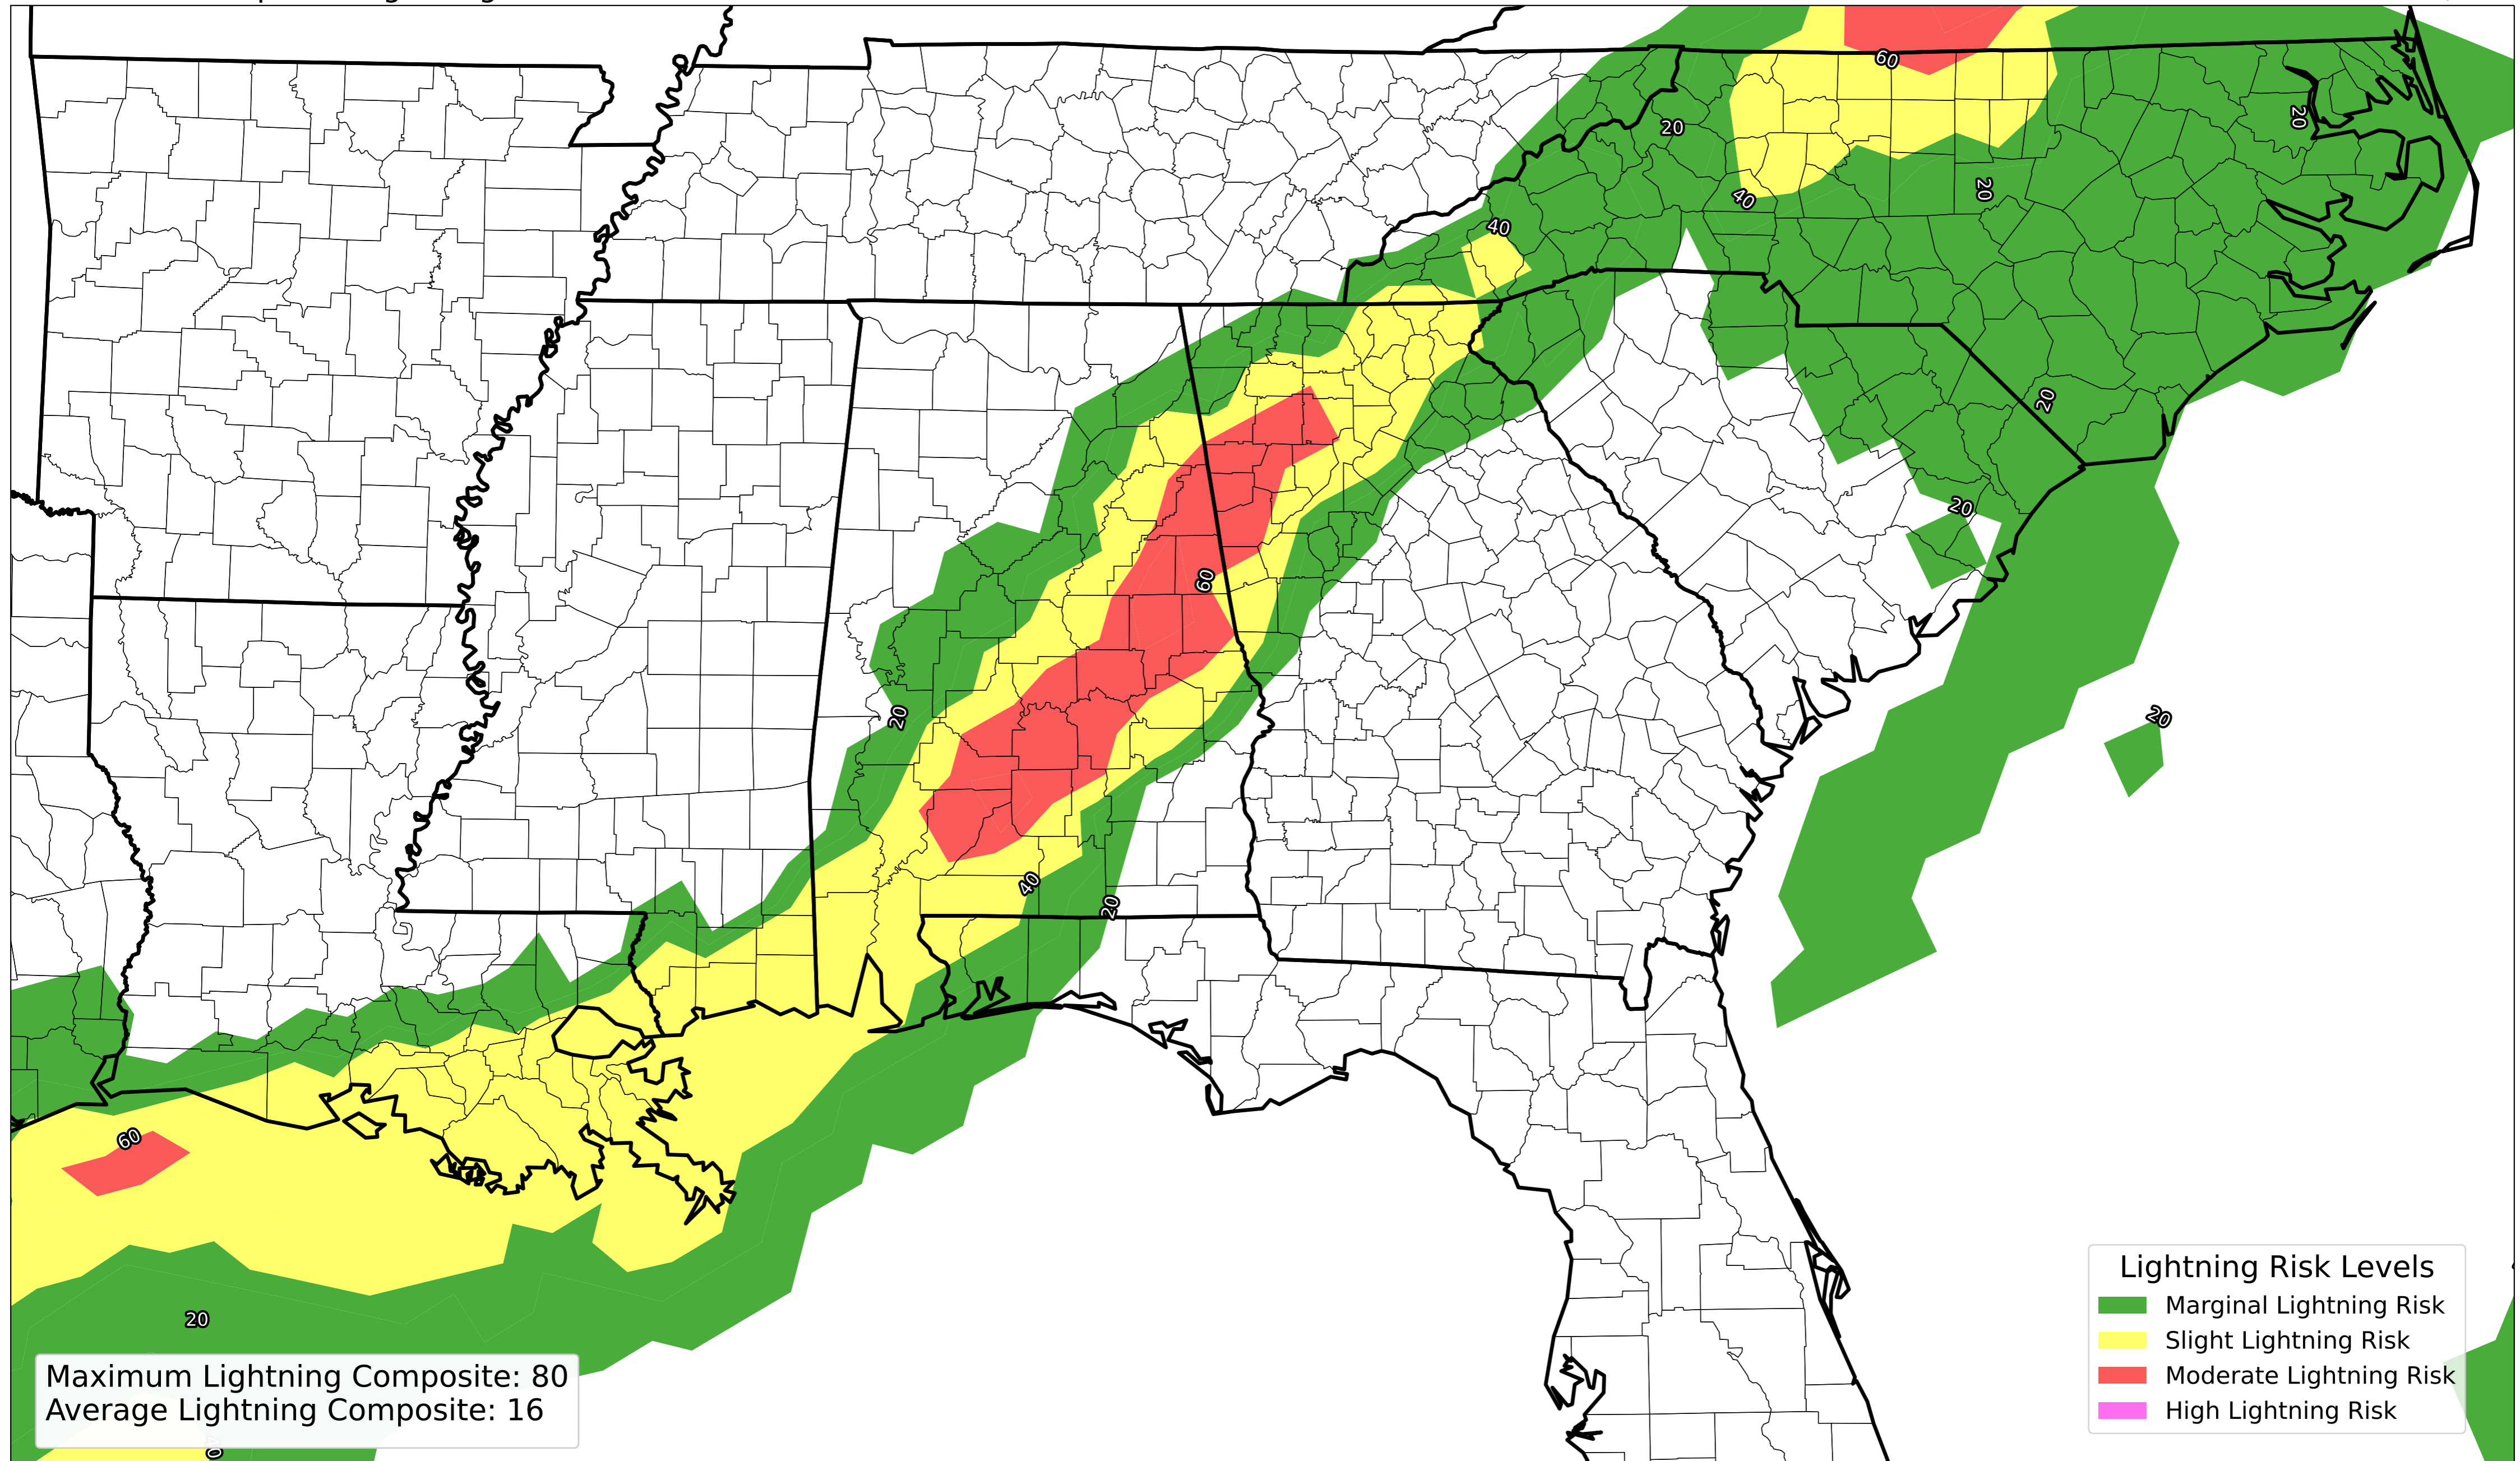 60
20
20
40
20
40
20
20
60
20
20
40
20
60
20
Lightning Risk Levels
Marginal Lightning Risk
Slight Lightning Risk
Moderate Lightning Risk
High Lightning Risk
Maximum Lightning Composite: 80
Average Lightning Composite: 16